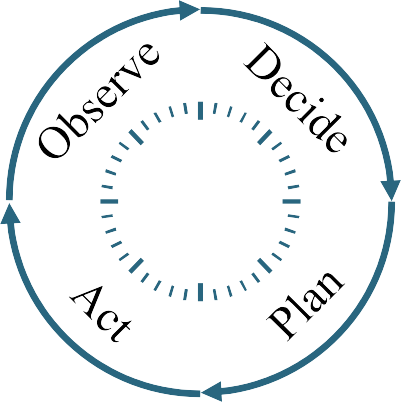 Observe
Decide
Plan
Act